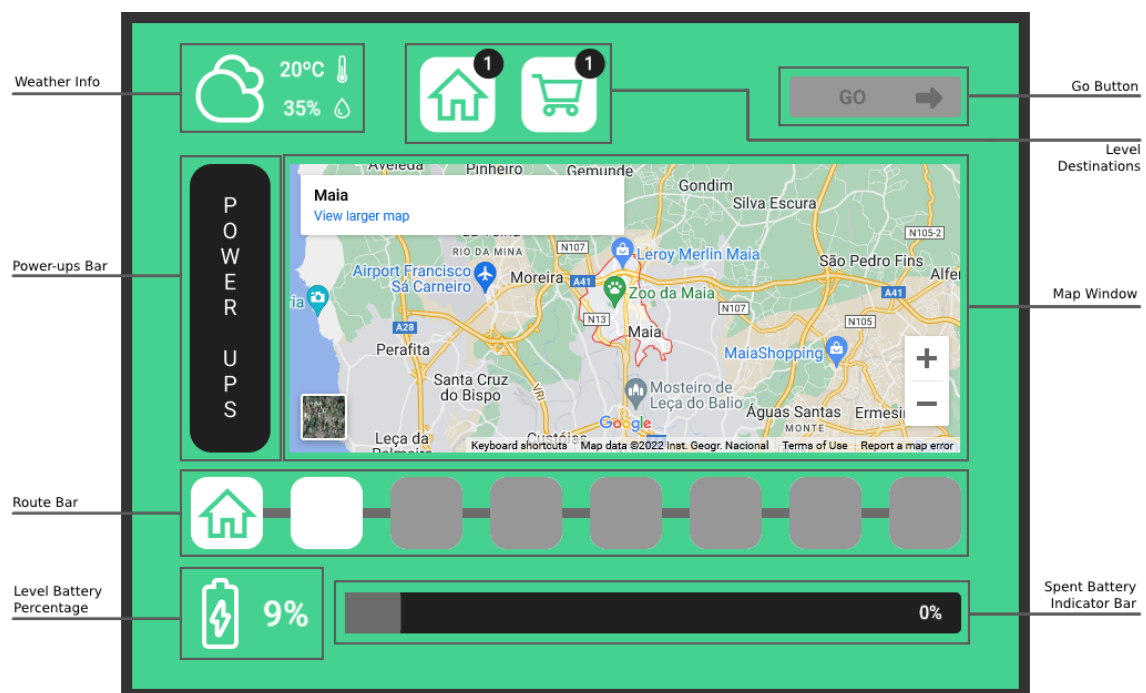 Weather Info
20ºC
35%
1
1
GO
Go Button
Level
Destinations
Power-ups Bar
POWER UPS
Maia
View larger map
Aveleda
Pinheiro
Gemunde
Gondim
Silva Escura
N105-2
RIO DA MINA
N107
Leroy Merlin Maia
São Pedro Fins
Airport Francisco
Sá Carneiro
Moreira
A41
Zoo da Maia
A41
Alfe
ria
N107
N13
N105
A28
Maia
Perafita
MaiaShopping
Santa Cruz
do Bispo
VRI
Mosteiro de
Leça do Balio
Águas Santas
Ermesi
MONTE
Google
Leça da
Palmeira
Custóias
Keyboard shortcuts
Map data ©2022 Inst. Geogr. Nacional
Terms of Use
Report a map error
+
−
Map Window
Route Bar
Level Battery
Percentage
9%
0%
Spent Battery
Indicator Bar